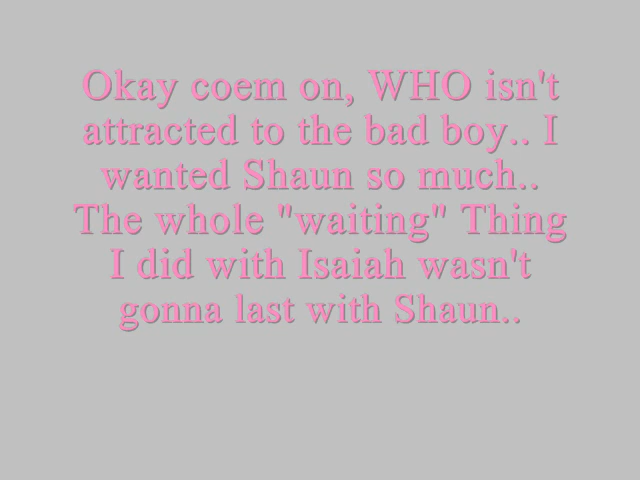 Okay coem on, WHO isn't
attracted to the bad boy.. I
wanted Shaun so much..
The whole "waiting" Thing
I did with Isaiah wasn't
gonna last with Shaun..